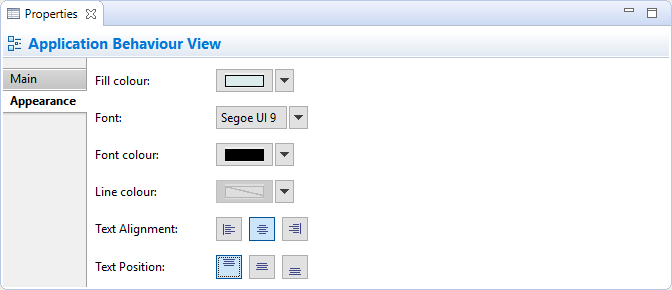 Properties
Application Behaviour View
Main
Appearance
Fill colour:
Font:
Segoe UI 9
Font colour:
Line colour:
Text Alignment:
Text Position: